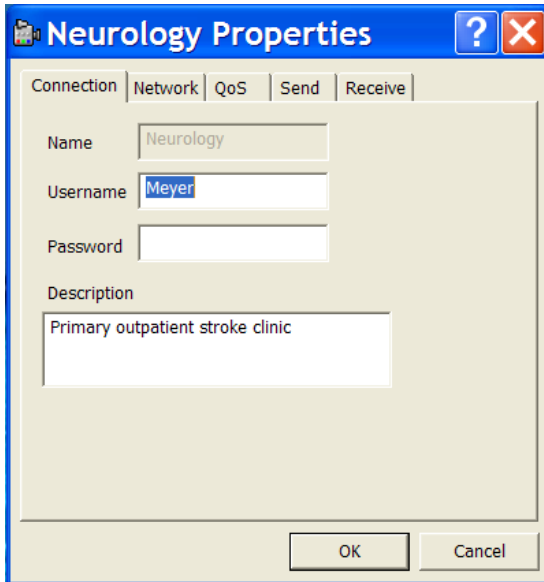 Neurology Properties
Connection Network QoS Send Receive
Name Neurology
Username Meyer
Password
Description
Primary outpatient stroke clinic
OK Cancel